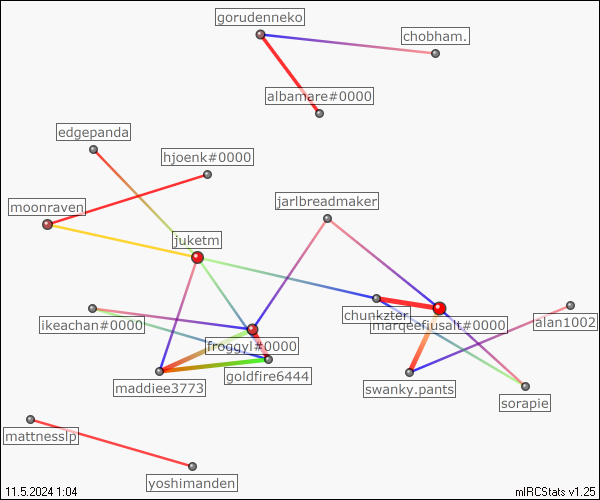 gorudenneko
chobham.
albamare#0000
edgepanda
hjoenk#0000
moonraven
jarlbreadmaker
juketm
chunkzter
ikeachan#0000
marqeefiusalt#0000
alan1002
froggyl#0000
goldfire6444
maddiee3773
swanky.pants
sorapie
mattnesslp
yoshimanden
11.5.2024 1:04
mIRCStats v1.25